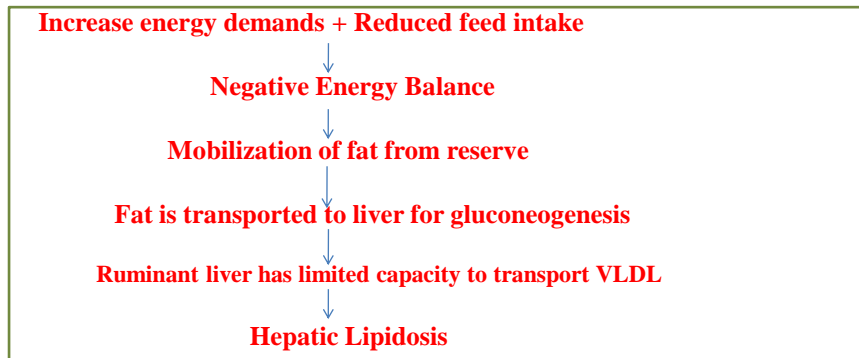 Increase energy demands + Reduced feed intake
Negative Energy Balance
Mobilization of fat from reserve
Fat is transported to liver for gluconeogenesis
Ruminant liver has limited capacity to transport VLDL
Hepatic Lipidosis